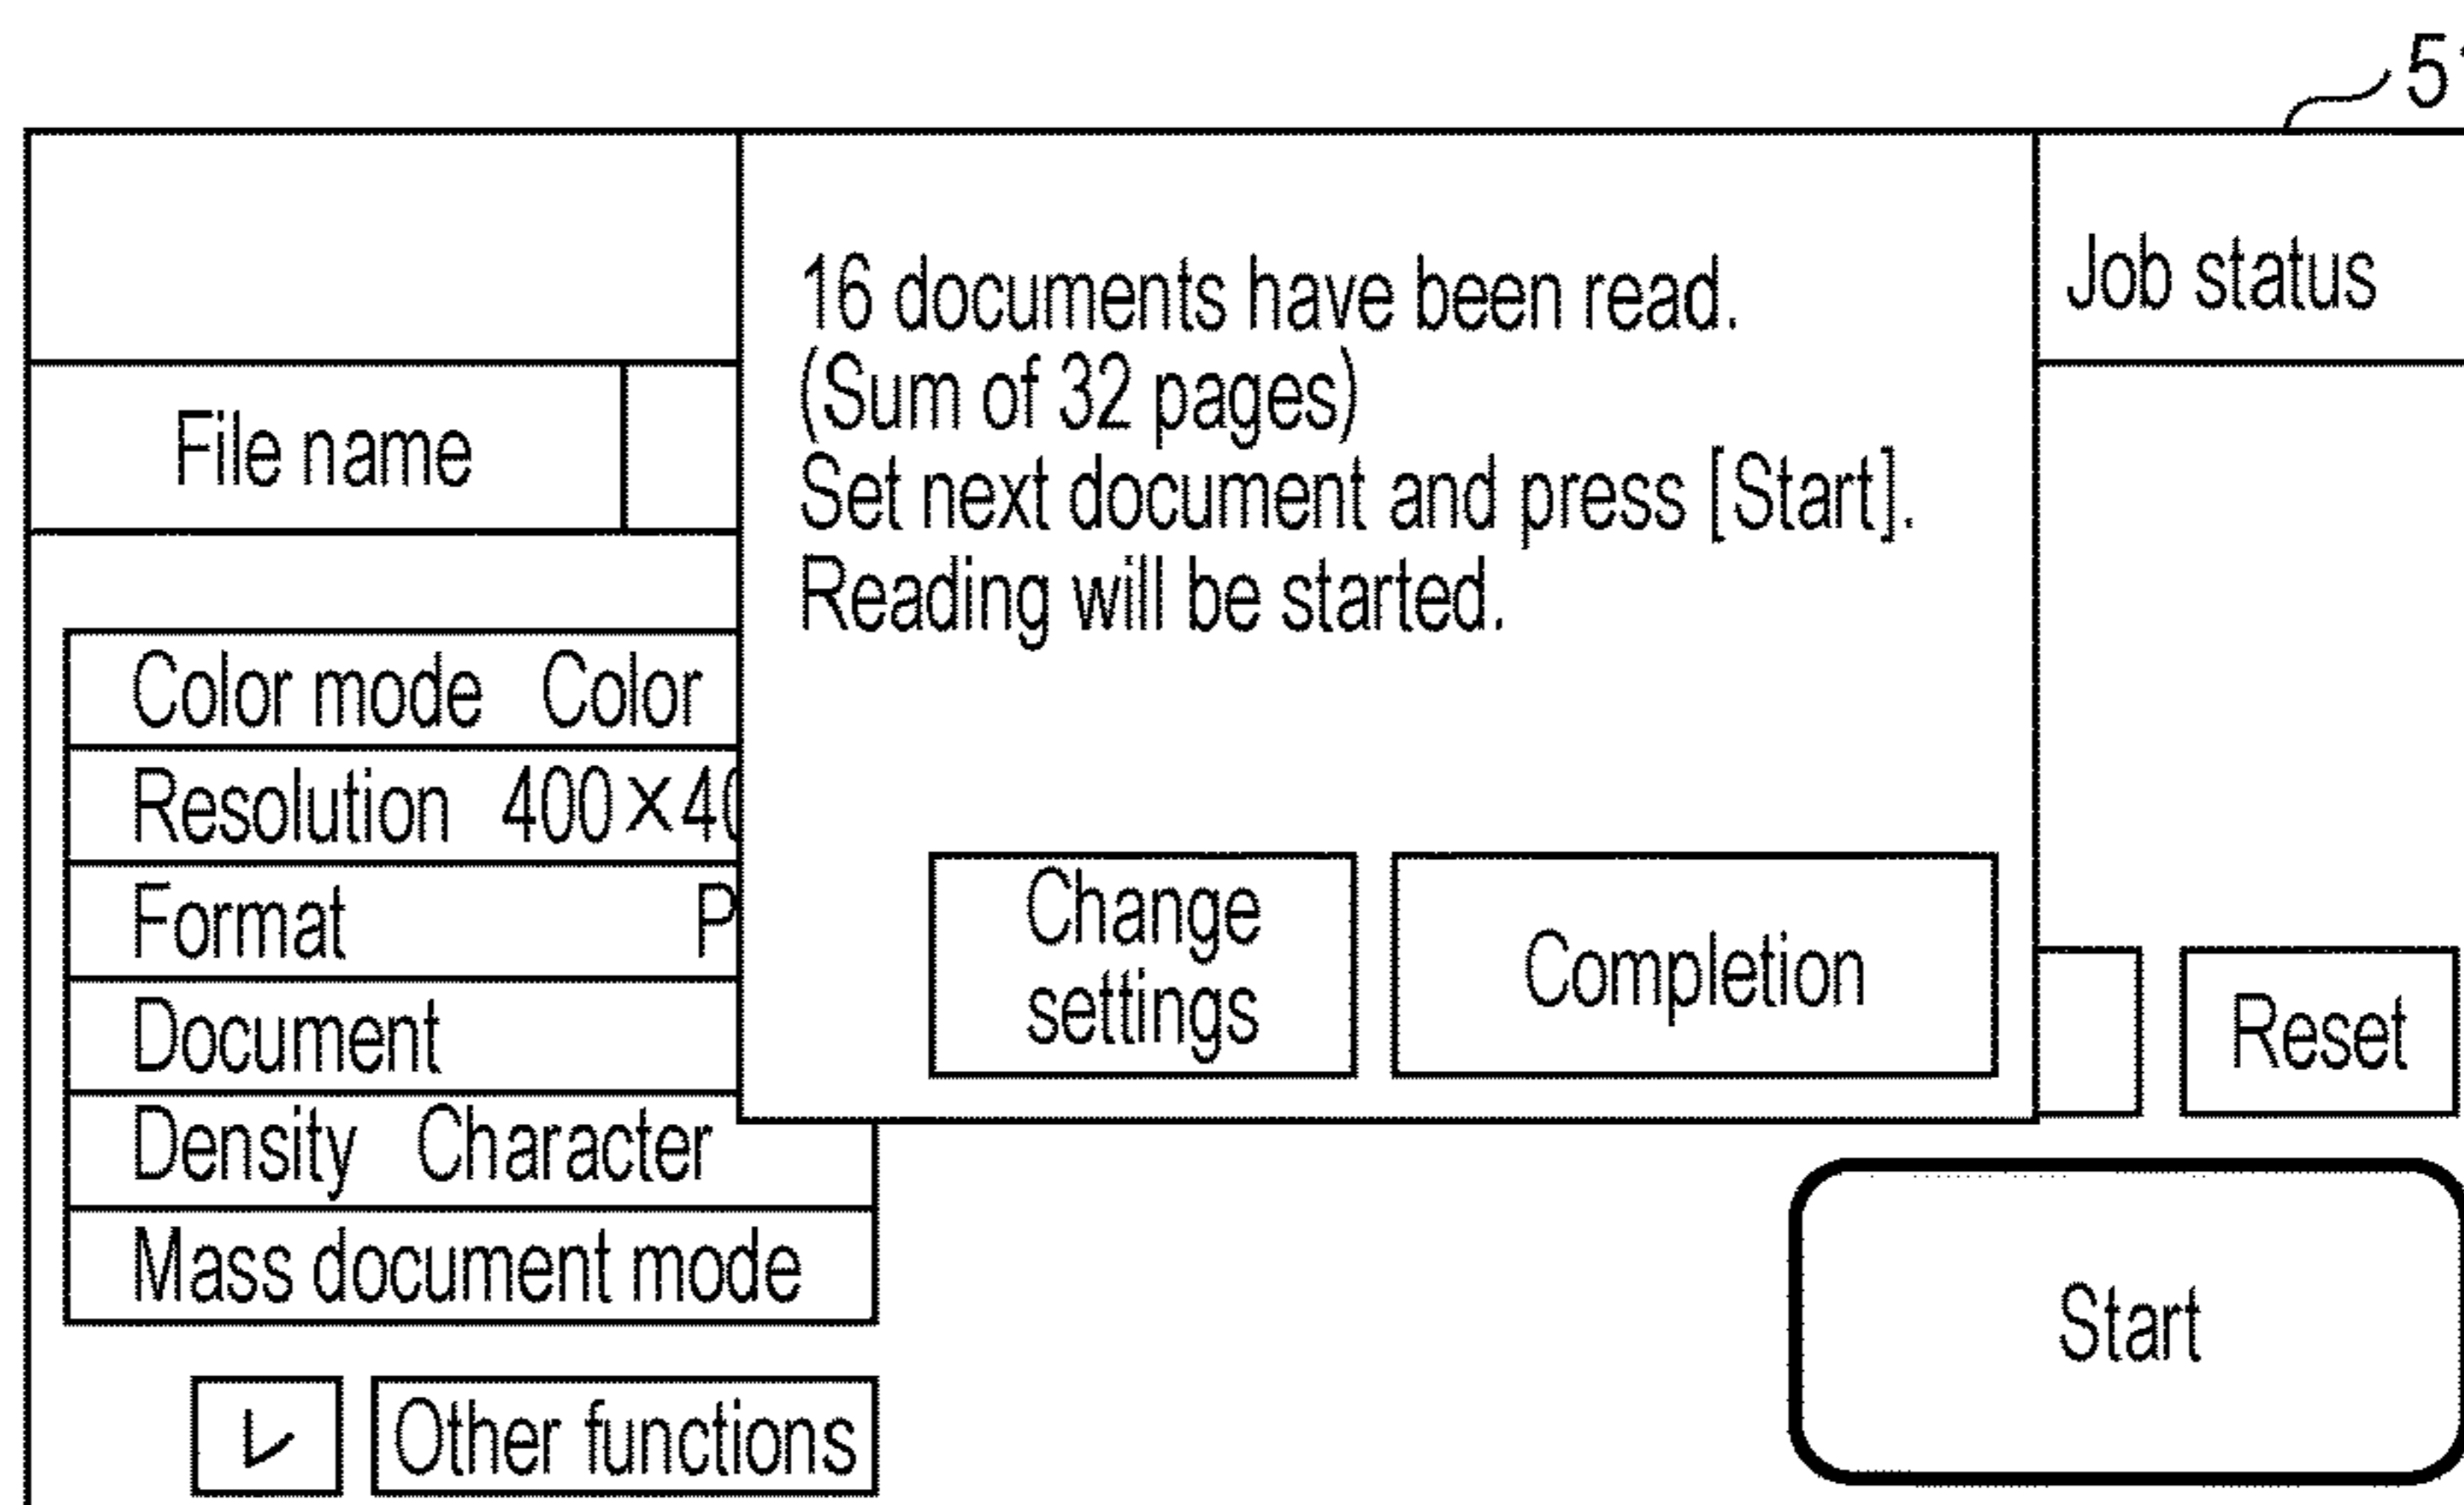 16 documents have been read.
(Sum of 32 pages)
Set next document and press [Start].
Reading will be started.
Job status
File name
Color mode Color
Resolution 400×40
Format P
Document
Density Character
Mass document mode
Change
settings
Completion
Reset
Start
Other functions